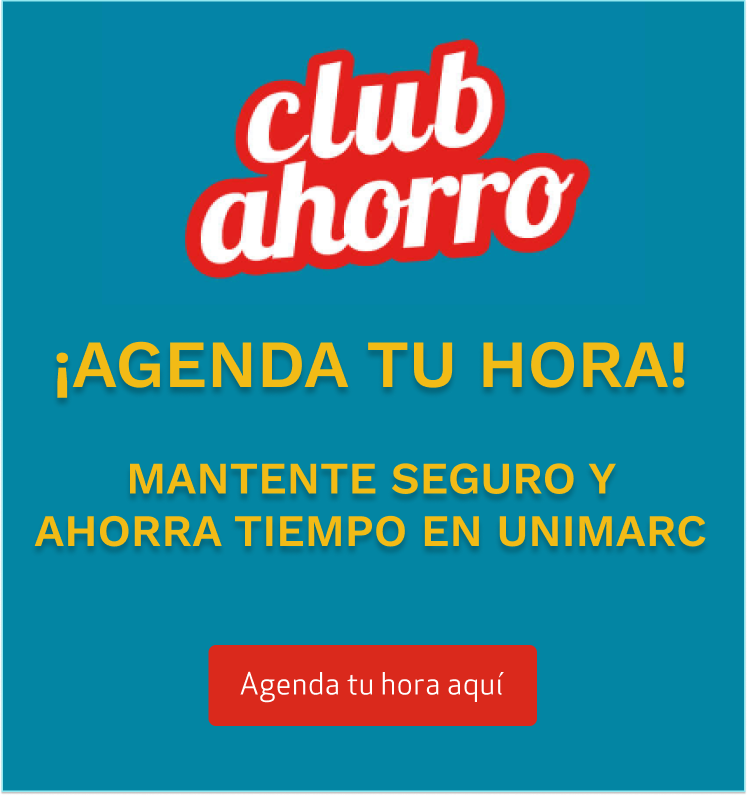 club
ahorro
¡AGENDA TU HORA!
MANTENTE SEGURO Y
AHORRA TIEMPO EN UNIMARC
Agenda tu hora aquí